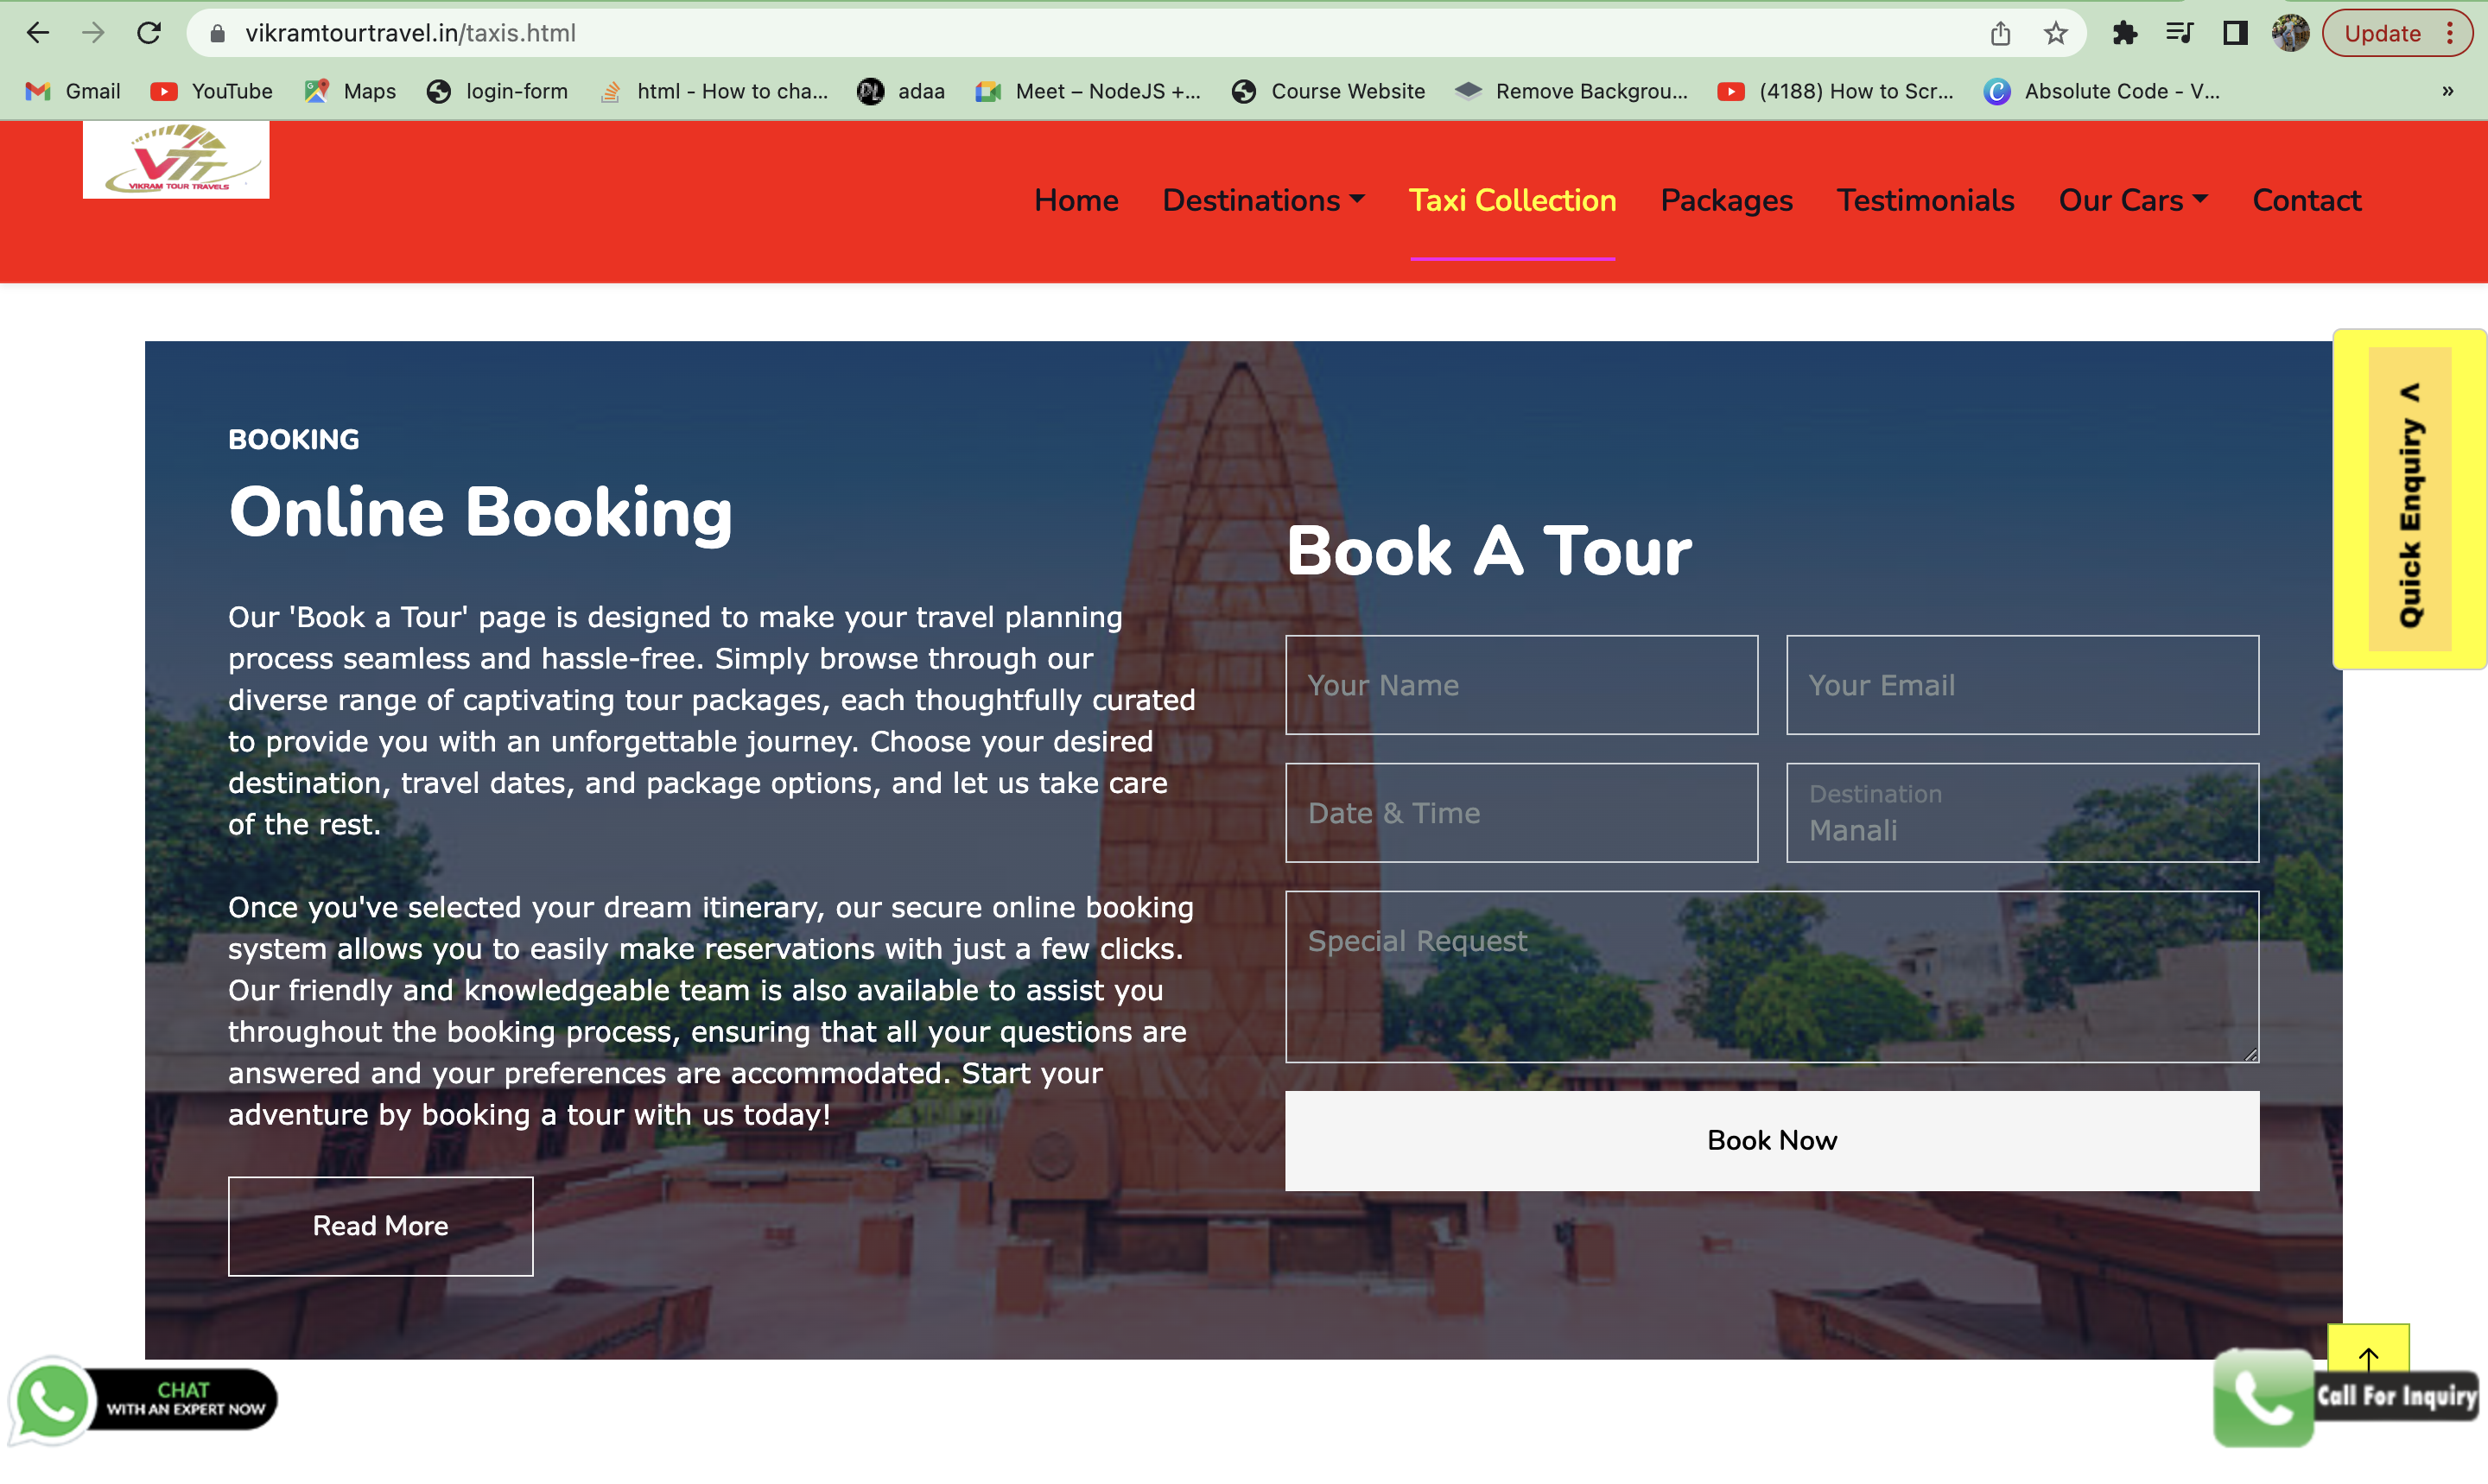 vikramtourtravel.in/taxis.html
Update
Gmail
YouTube
Maps
login-form
html - How to cha...
adaa
Meet – NodeJS +...
Course Website
Remove Backgrou...
(4188) How to Scr...
Absolute Code - V...
»
VTT
VIKRAM TOUR TRAVELS
Home
Destinations
Taxi Collection
Packages
Testimonials
Our Cars
Contact
BOOKING
Online Booking
Our 'Book a Tour' page is designed to make your travel planning
process seamless and hassle-free. Simply browse through our
diverse range of captivating tour packages, each thoughtfully curated
to provide you with an unforgettable journey. Choose your desired
destination, travel dates, and package options, and let us take care
of the rest.
Once you've selected your dream itinerary, our secure online booking
system allows you to easily make reservations with just a few clicks.
Our friendly and knowledgeable team is also available to assist you
throughout the booking process, ensuring that all your questions are
answered and your preferences are accommodated. Start your
adventure by booking a tour with us today!
Read More
Book A Tour
Your Name
Your Email
Date & Time
Destination
Manali
Special Request
Book Now
Quick Enquiry >
CHAT
WITH AN EXPERT NOW
Call For Inquiry